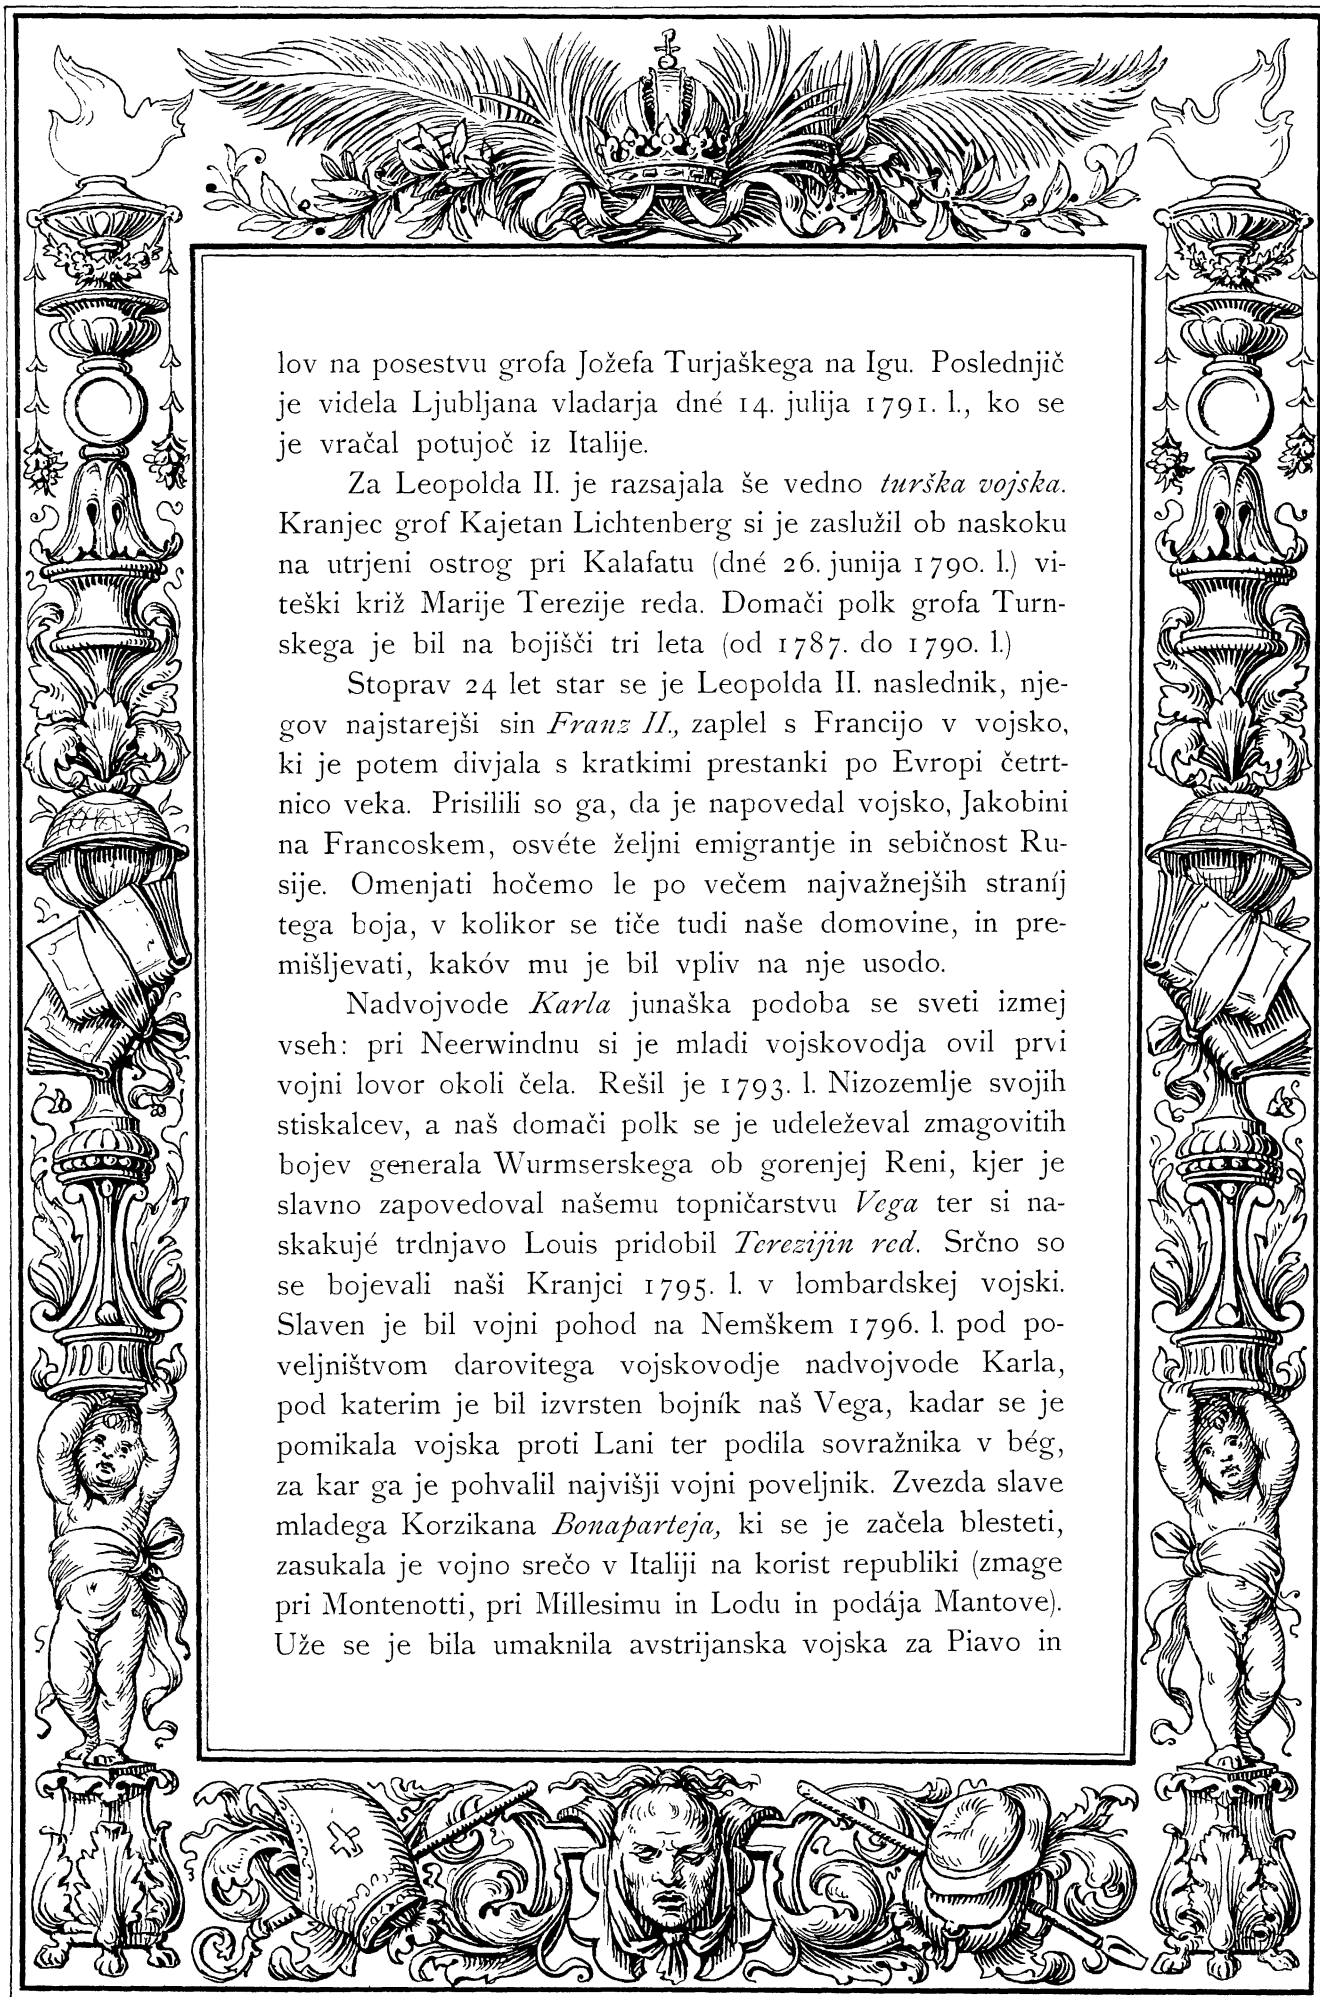 lov na posestvu grofa Jožefa Turjaškega na Igu. Poslednjič
je videla Ljubljana vladarja dné 14. julija 1791. l., ko se
je vračal potujoč iz Italije.
Za Leopolda II. je razsajala še vedno turška vojska.
Kranjec grof Kajetan Lichtenberg si je zaslužil ob naskoku
na utrjeni ostrog pri Kalafatu (dné 26. junija 1790. l.) vi-
teški križ Marije Terezije reda. Domači polk grofa Turn-
skega je bil na bojišči tri leta (od 1787. do 1790. l.)
Stoprav 24 let star se je Leopolda II. naslednik, nje-
gov najstarejši sin Franz II., zaplel s Francijo v vojsko,
ki je potem divjala s kratkimi prestanki po Evropi četrt-
nico veka. Prisilili so ga, da je napovedal vojsko, Jakobini
na Francoskem, osvéte željni emigrantje in sebičnost Ru-
sije. Omenjati hočemo le po večem najvažnejših straníj
tega boja, v kolikor se tiče tudi naše domovine, in pre-
mišljevati, kakóv mu je bil vpliv na nje usodo.
Nadvojvode Karla junaška podoba se sveti izmej
vseh: pri Neerwindnu si je mladi vojskovodja ovil prvi
vojni lovor okoli čela. Rešil je 1793. l. Nizozemlje svojih
stiskalcev, a naš domači polk se je udeleževal zmagovitih
bojev generala Wurmserskega ob gorenjej Reni, kjer je
slavno zapovedoval našemu topničarstvu Vega ter si na-
skakujé trdnjavo Louis pridobil Terezijin red. Srčno so
se bojevali naši Kranjci 1795. l. v lombardskej vojski.
Slaven je bil vojni pohod na Nemškem 1796. l. pod po-
veljništvom darovitega vojskovodje nadvojvode Karla,
pod katerim je bil izvrsten bojník naš Vega, kadar se je
pomikala vojska proti Lani ter podila sovražnika v bég,
za kar ga je pohvalil najvišji vojni poveljnik. Zvezda slave
mladega Korzikana Bonaparteja, ki se je začela blesteti,
zasukala je vojno srečo v Italiji na korist republiki (zmage
pri Montenotti, pri Millesimu in Lodu in podája Mantove).
Uže se je bila umaknila avstrijanska vojska za Piavo in